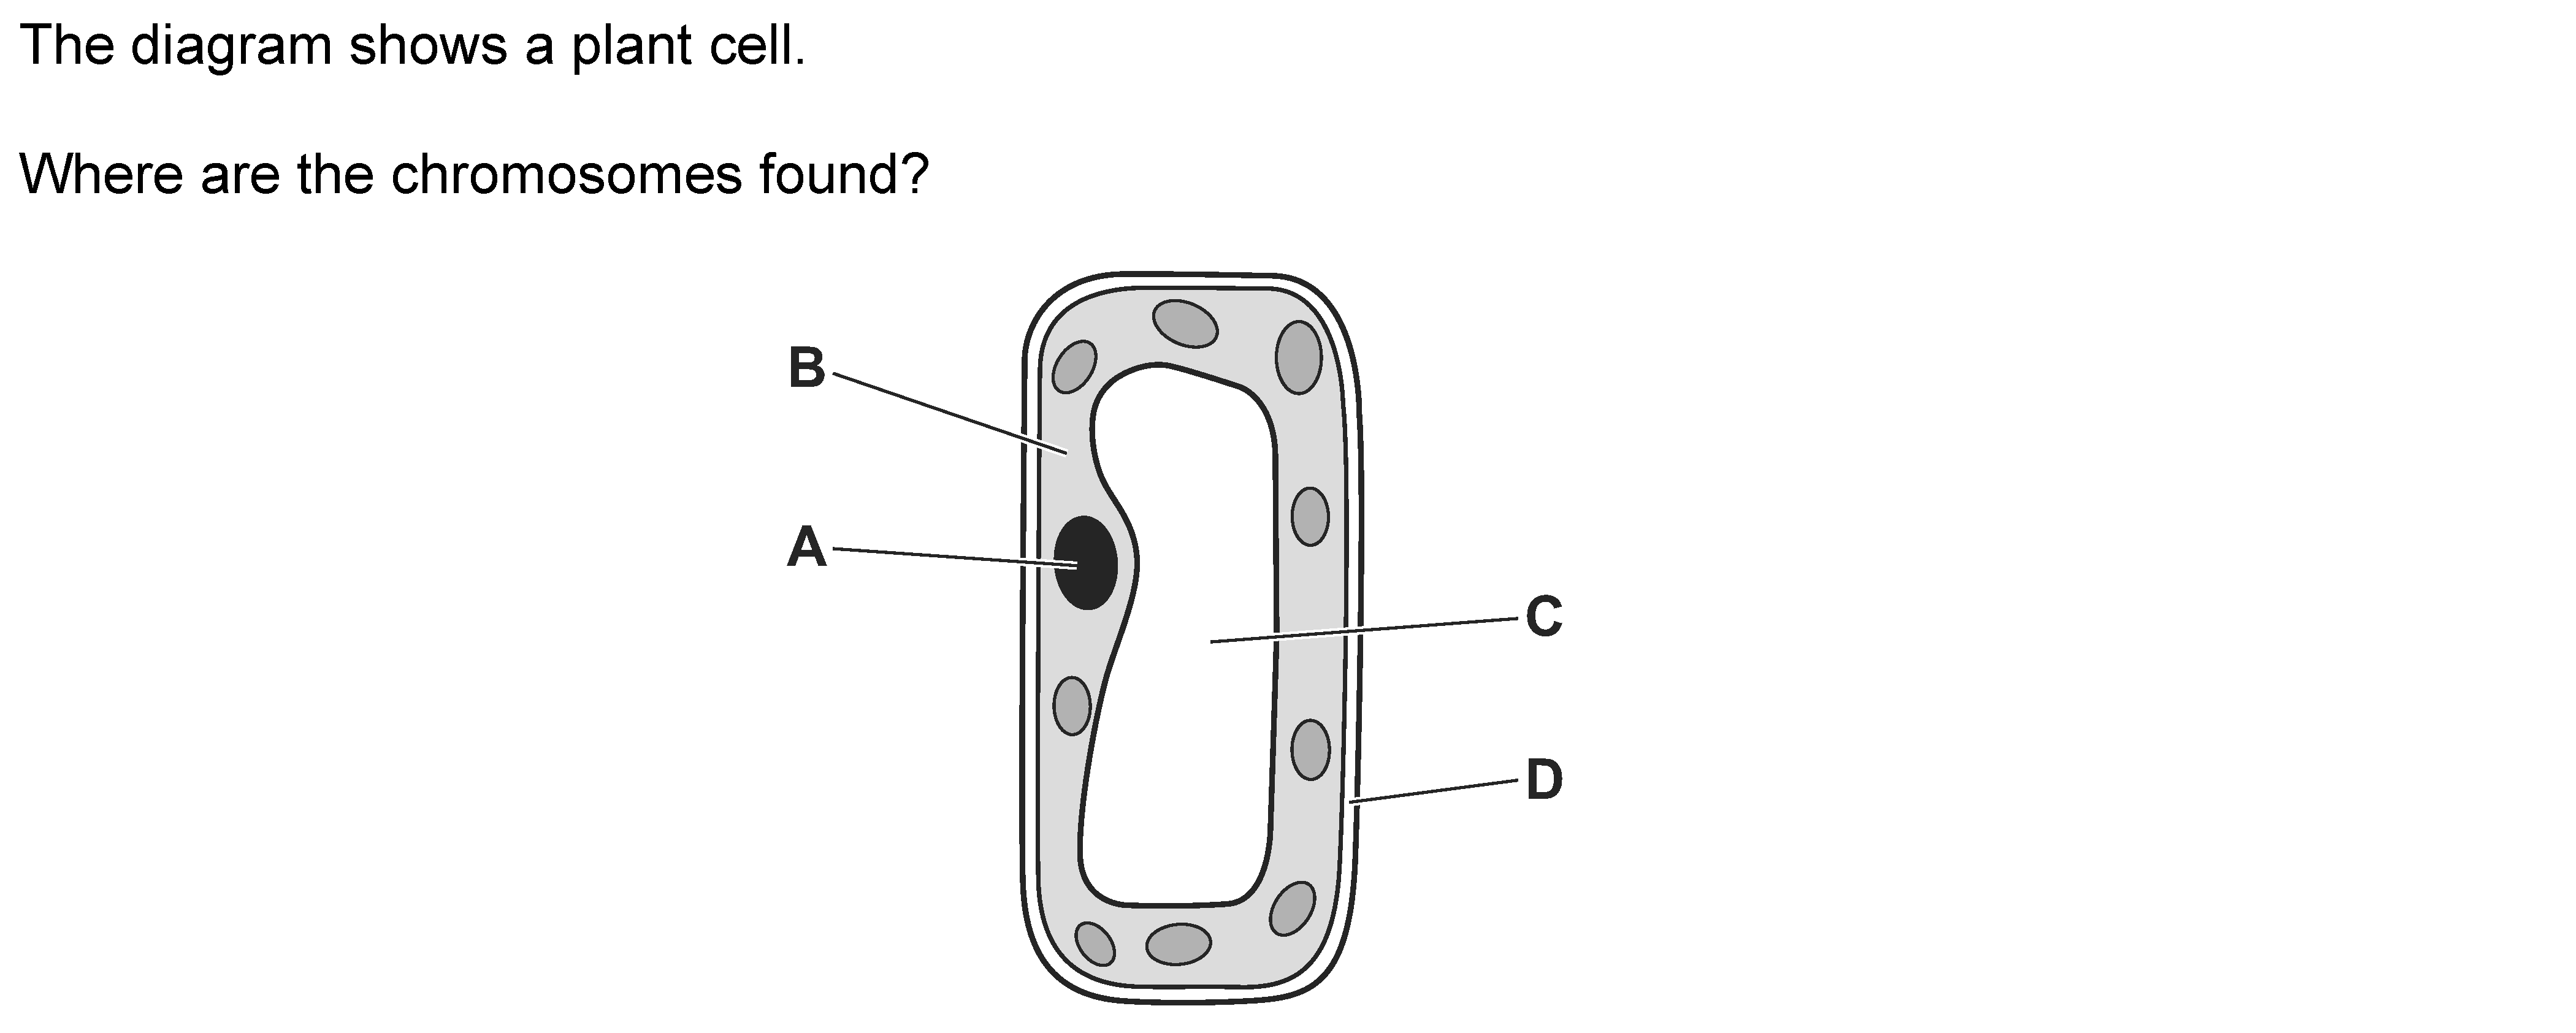 The diagram shows a plant cell.
Where are the chromosomes found?
B
A
C
D